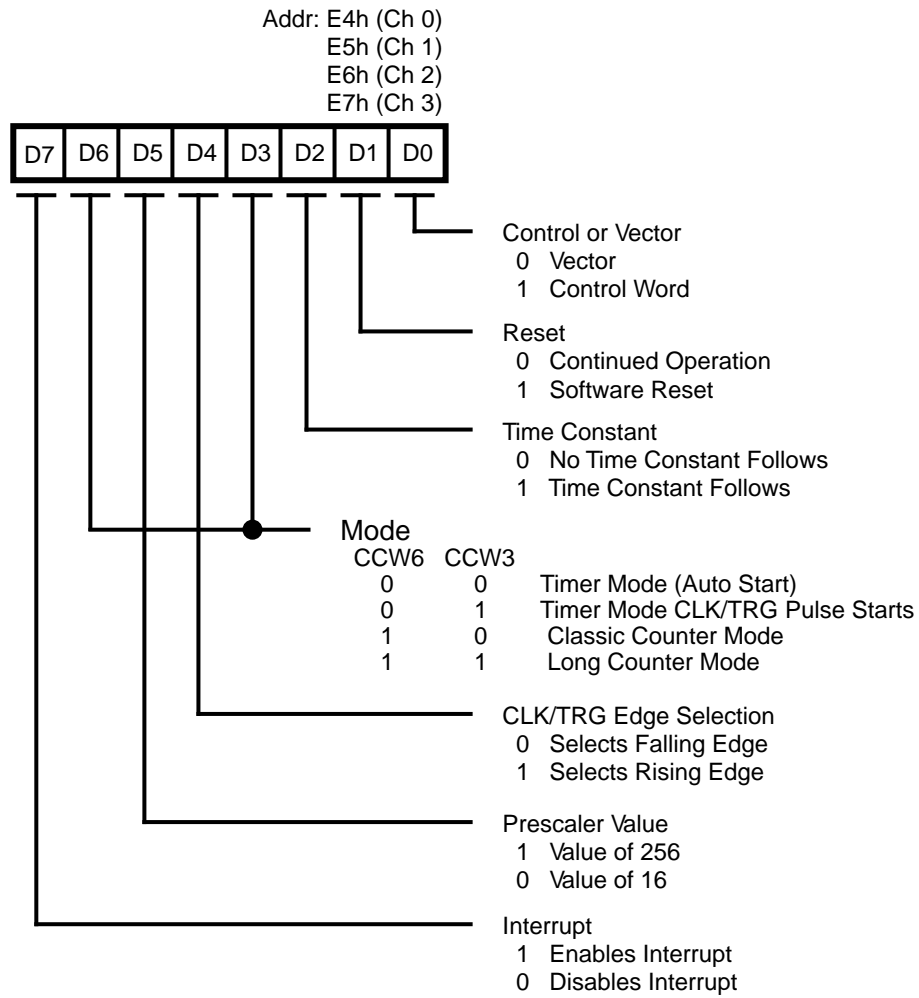 Addr: E4h (Ch 0)
E5h (Ch 1)
E6h (Ch 2)
E7h (Ch 3)
D7 D6 D5 D4 D3 D2 D1 D0
Control or Vector
0 Vector
1 Control Word
Reset
0 Continued Operation
1 Software Reset
Time Constant
0 No Time Constant Follows
1 Time Constant Follows
Mode
CCW6 CCW3
0 0 Timer Mode (Auto Start)
0 1 Timer Mode CLK/TRG Pulse Starts
1 0 Classic Counter Mode
1 1 Long Counter Mode
CLK/TRG Edge Selection
0 Selects Falling Edge
1 Selects Rising Edge
Prescaler Value
1 Value of 256
0 Value of 16
Interrupt
1 Enables Interrupt
0 Disables Interrupt